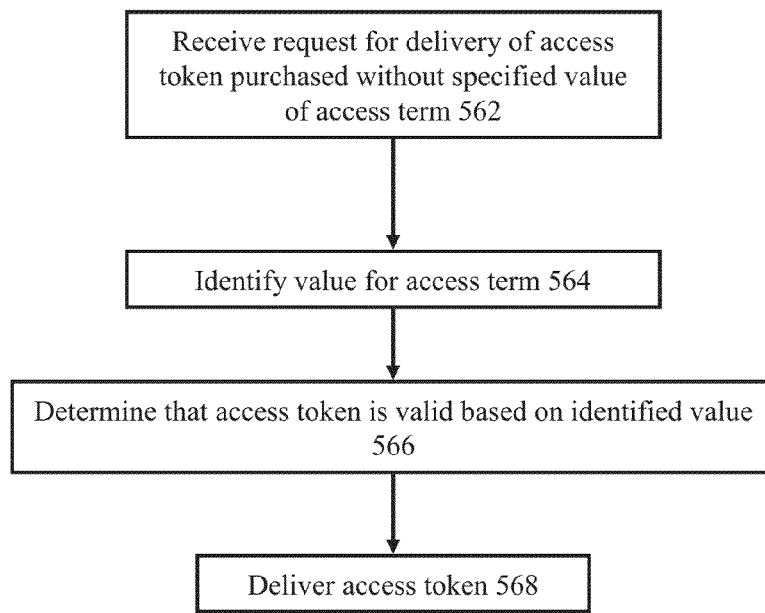 Receive request for delivery of access
token purchased without specified value
of access term 562
Identify value for access term 564
Determine that access token is valid based on identified value
566
Deliver access token 568